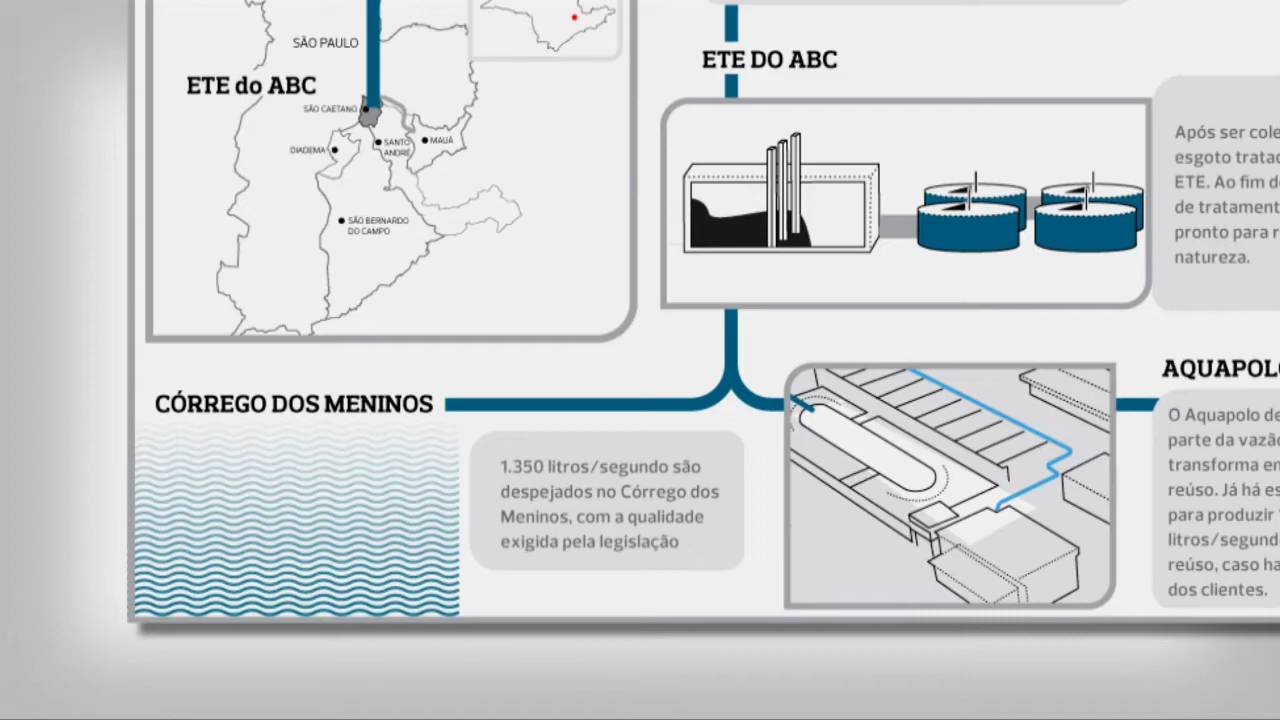 SÃO PAULO
ETE do ABC
SÃO CAETANO
DIADEMA
SANTO
ANDRÉ
MAUÁ
SÃO BERNARDO
DO CAMPO
ETE DO ABC
Após ser cole
esgoto tratad
ETE. Ao fim d
de tratament
pronto para r
natureza.
CÓRREGO DOS MENINOS
1.350 litros/segundo são
despejados no Córrego dos
Meninos, com a qualidade
exigida pela legislação
AQUAPOLO
O Aquapolo de
parte da vazão
transforma em
reúso. Já há es
para produzir
litros/segund
reúso, caso ha
dos clientes.